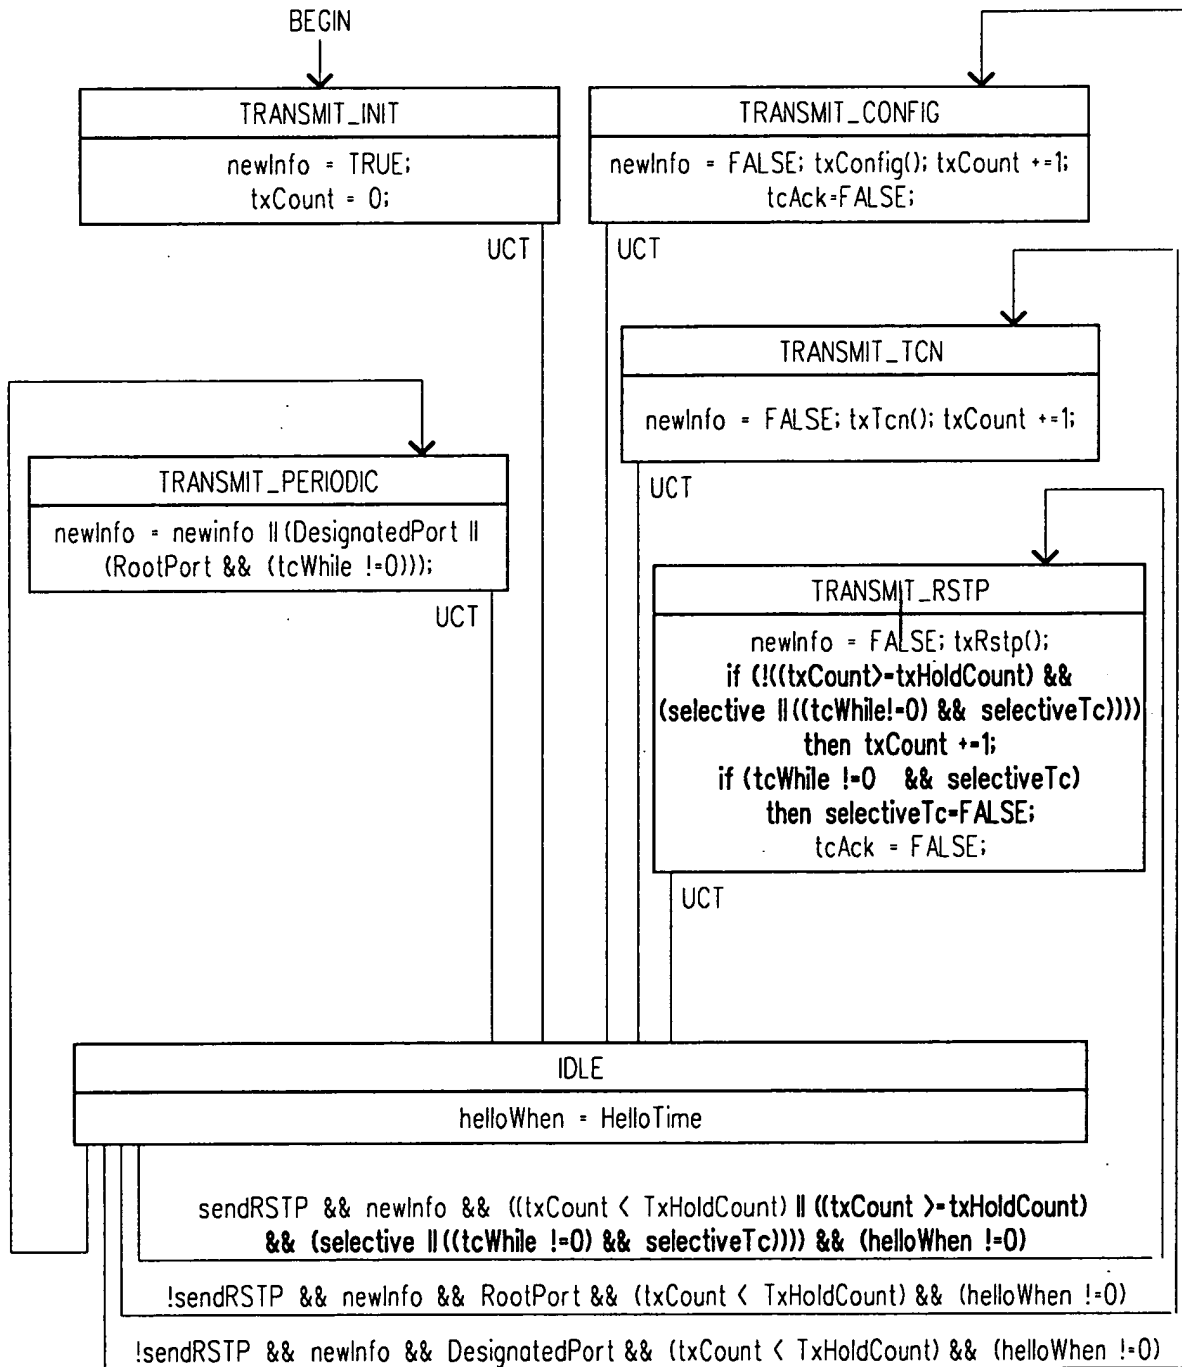 BEGIN
TRANSMIT_INIT
newInfo = TRUE;
txCount = 0;
UCT
TRANSMIT_CONFIG
newInfo = FALSE; txConfig(); txCount +=1;
tcAck=FALSE;
UCT
TRANSMIT_TCN
newInfo = FALSE; txTcn(); txCount +=1;
UCT
TRANSMIT_PERIODIC
newInfo = newinfo || (DesignatedPort ||
(RootPort && (tcWhile !=0)));
UCT
TRANSMIT_RSTP
newInfo = FALSE; txRstp();
if (!((txCount>=txHoldCount) &&
(selective || ((tcWhile!=0) && selectiveTc))))
then txCount +=1;
if (tcWhile !=0 && selectiveTc)
then selectiveTc=FALSE;
tcAck = FALSE;
UCT
IDLE
helloWhen = HelloTime
sendRSTP && newInfo && ((txCount < TxHoldCount) || ((txCount >=txHoldCount)
&& (selective || ((tcWhile !=0) && selectiveTc)))) && (helloWhen !=0)
!sendRSTP && newInfo && RootPort && (txCount < TxHoldCount) && (helloWhen !=0)
!sendRSTP && newInfo && DesignatedPort && (txCount < TxHoldCount) && (helloWhen !=0)